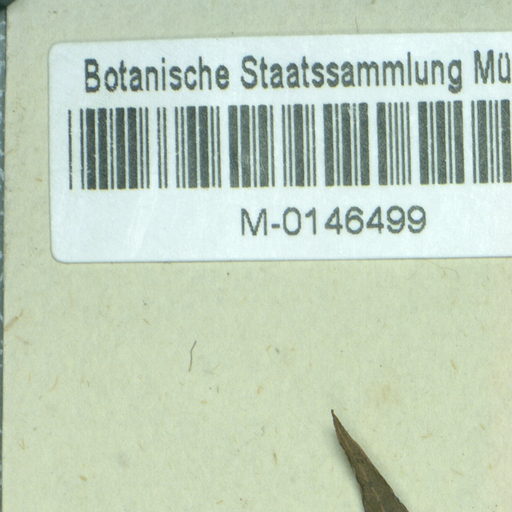 Botanische Staatssammlung Mü
M-0146499